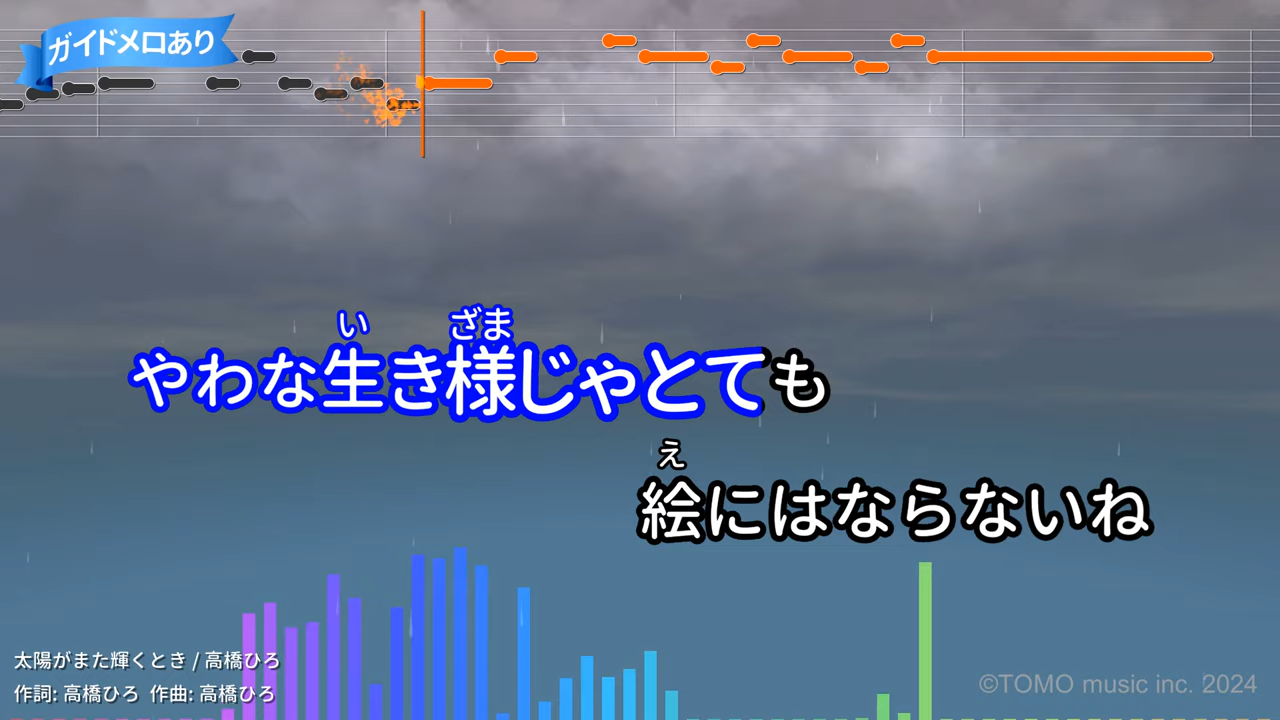 ガイドメロあり
い ざま
やわな生き様じゃとても
え
絵にはならないね
太陽がまた輝くとき / 高橋ひろ
作詞: 高橋ひろ 作曲: 高橋ひろ
©TOMO music inc. 2024